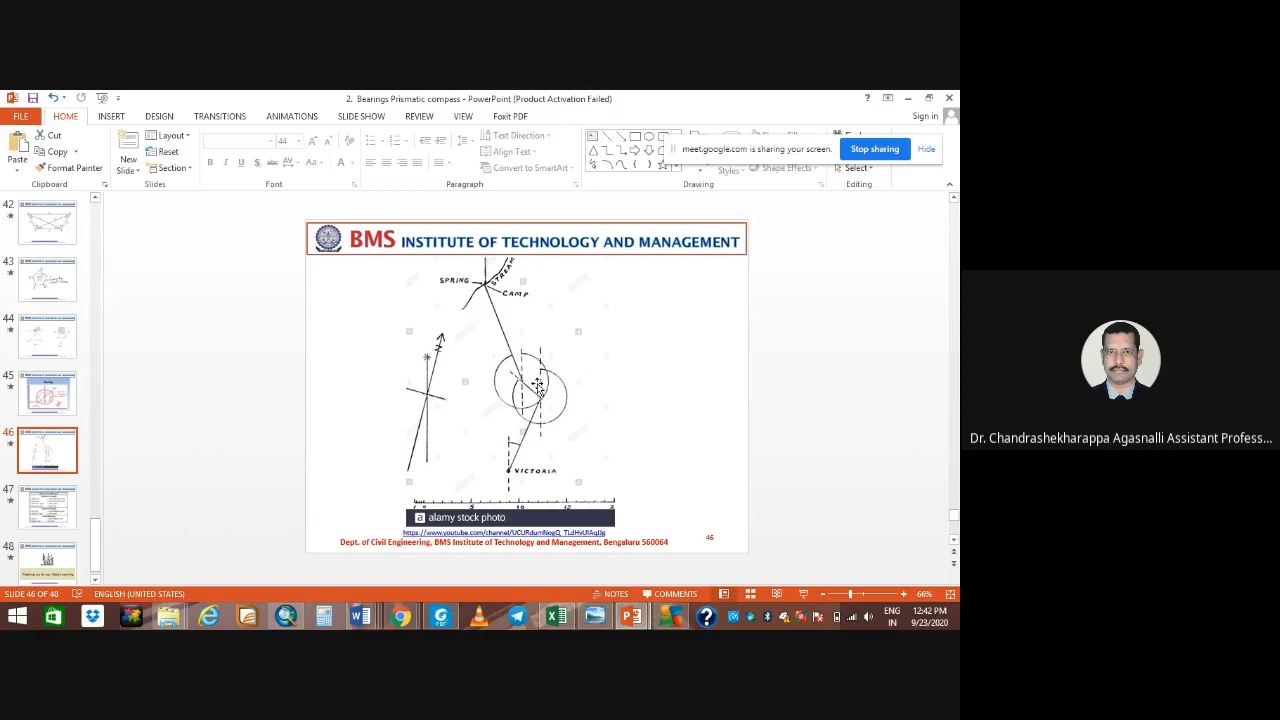 2. Bearings Prismatic compass - PowerPoint (Product Activation Failed)
Sign in
FILE HOME INSERT DESIGN TRANSITIONS ANIMATIONS SLIDE SHOW REVIEW VIEW Foxit PDF
Cut
Copy
Format Painter
Paste
Clipboard
New
Slide
Layout
Reset
Section
Slides
44
Font
Text Direction
Align Text
Convert to SmartArt
Paragraph
Styles
Shape Effects
Drawing
Select
Editing
meet.google.com is sharing your screen.
Stop sharing
Hide
42
43
44
45
46
47
48
BMS INSTITUTE OF TECHNOLOGY AND MANAGEMENT
SPRING
STREAM
CAMP
N
VICTORIA
a alamy stock photo
Dept. of Civil Engineering, BMS Institute of Technology and Management, Bengaluru 560064
46
SLIDE 46 OF 48
ENGLISH (UNITED STATES)
NOTES
COMMENTS
66%
ENG
IN
12:42 PM
9/23/2020
Dr. Chandrashekharappa Agasnalli Assistant Profess...